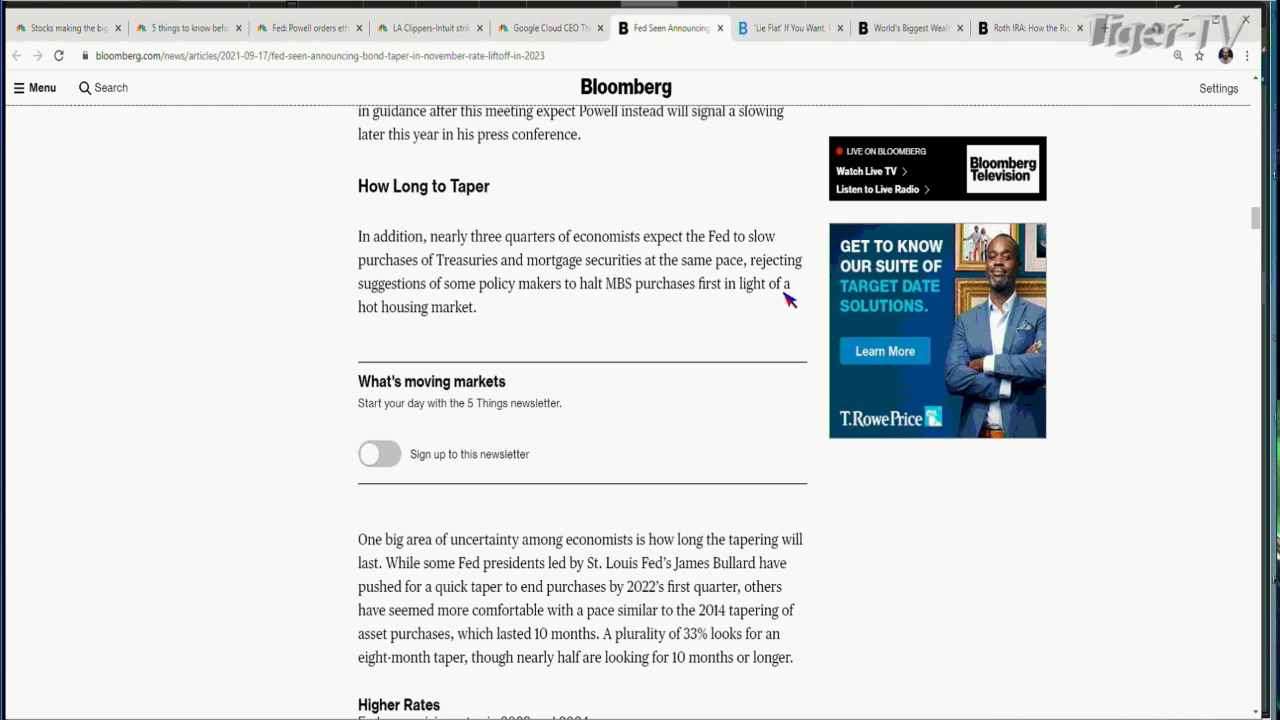 Stocks making the big
5 things to know befo
Fed: Powell orders eth
LA Clippers-Intuit stri
Google Cloud CEO Th
Fed Seen Announcing
'Lie Flat' If You Want,
World's Biggest Wealt
Roth IRA: How the Ric
Tiger-TV
bloomberg.com/news/articles/2021-09-17/fed-seen-announcing-bond-taper-in-november-rate-liftoff-in-2023
Menu
Search
Bloomberg
Settings
in guidance after this meeting expect Powell instead will signal a slowing
later this year in his press conference.
How Long to Taper
In addition, nearly three quarters of economists expect the Fed to slow
purchases of Treasuries and mortgage securities at the same pace, rejecting
suggestions of some policy makers to halt MBS purchases first in light of a
hot housing market.
What's moving markets
Start your day with the 5 Things newsletter.
Sign up to this newsletter
One big area of uncertainty among economists is how long the tapering will
last. While some Fed presidents led by St. Louis Fed's James Bullard have
pushed for a quick taper to end purchases by 2022's first quarter, others
have seemed more comfortable with a pace similar to the 2014 tapering of
asset purchases, which lasted 10 months. A plurality of 33% looks for an
eight-month taper, though nearly half are looking for 10 months or longer.
Higher Rates
LIVE ON BLOOMBERG
Watch Live TV
Listen to Live Radio
Bloomberg
Television
GET TO KNOW
OUR SUITE OF
TARGET DATE
SOLUTIONS.
Learn More
T.RowePrice